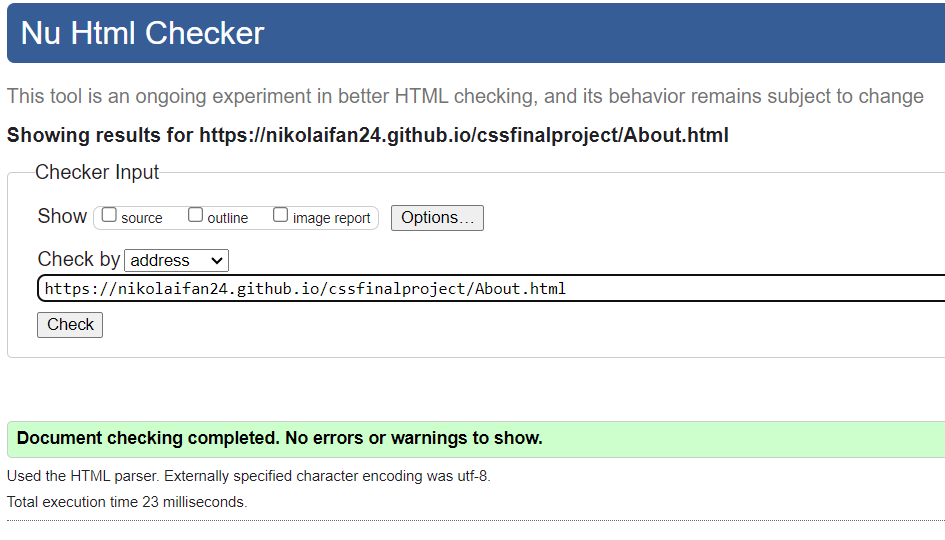 Nu Html Checker
This tool is an ongoing experiment in better HTML checking, and its behavior remains subject to change
Showing results for https://nikolaifan24.github.io/cssfinalproject/About.html
Checker Input
Show source outline image report Options...
Check by address
https://nikolaifan24.github.io/cssfinalproject/About.html
Check
Document checking completed. No errors or warnings to show.
Used the HTML parser. Externally specified character encoding was utf-8.
Total execution time 23 milliseconds.